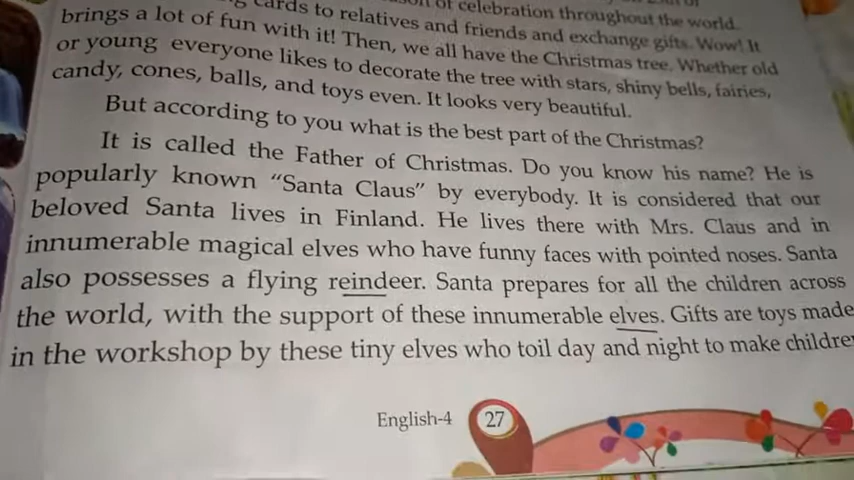 of celebration throughout the world.
cards to relatives and friends and exchange gifts. Wow! It
brings a lot of fun with it! Then, we all have the Christmas tree. Whether old
or young everyone likes to decorate the tree with stars, shiny bells, fairies,
candy, cones, balls, and toys even. It looks very beautiful.
But according to you what is the best part of the Christmas?
It is called the Father of Christmas. Do you know his name? He is
popularly known “Santa Claus” by everybody. It is considered that our
beloved Santa lives in Finland. He lives there with Mrs. Claus and in
innumerable magical elves who have funny faces with pointed noses. Santa
also possesses a flying reindeer. Santa prepares for all the children across
the world, with the support of these innumerable elves. Gifts are toys made
in the workshop by these tiny elves who toil day and night to make
English-4
27